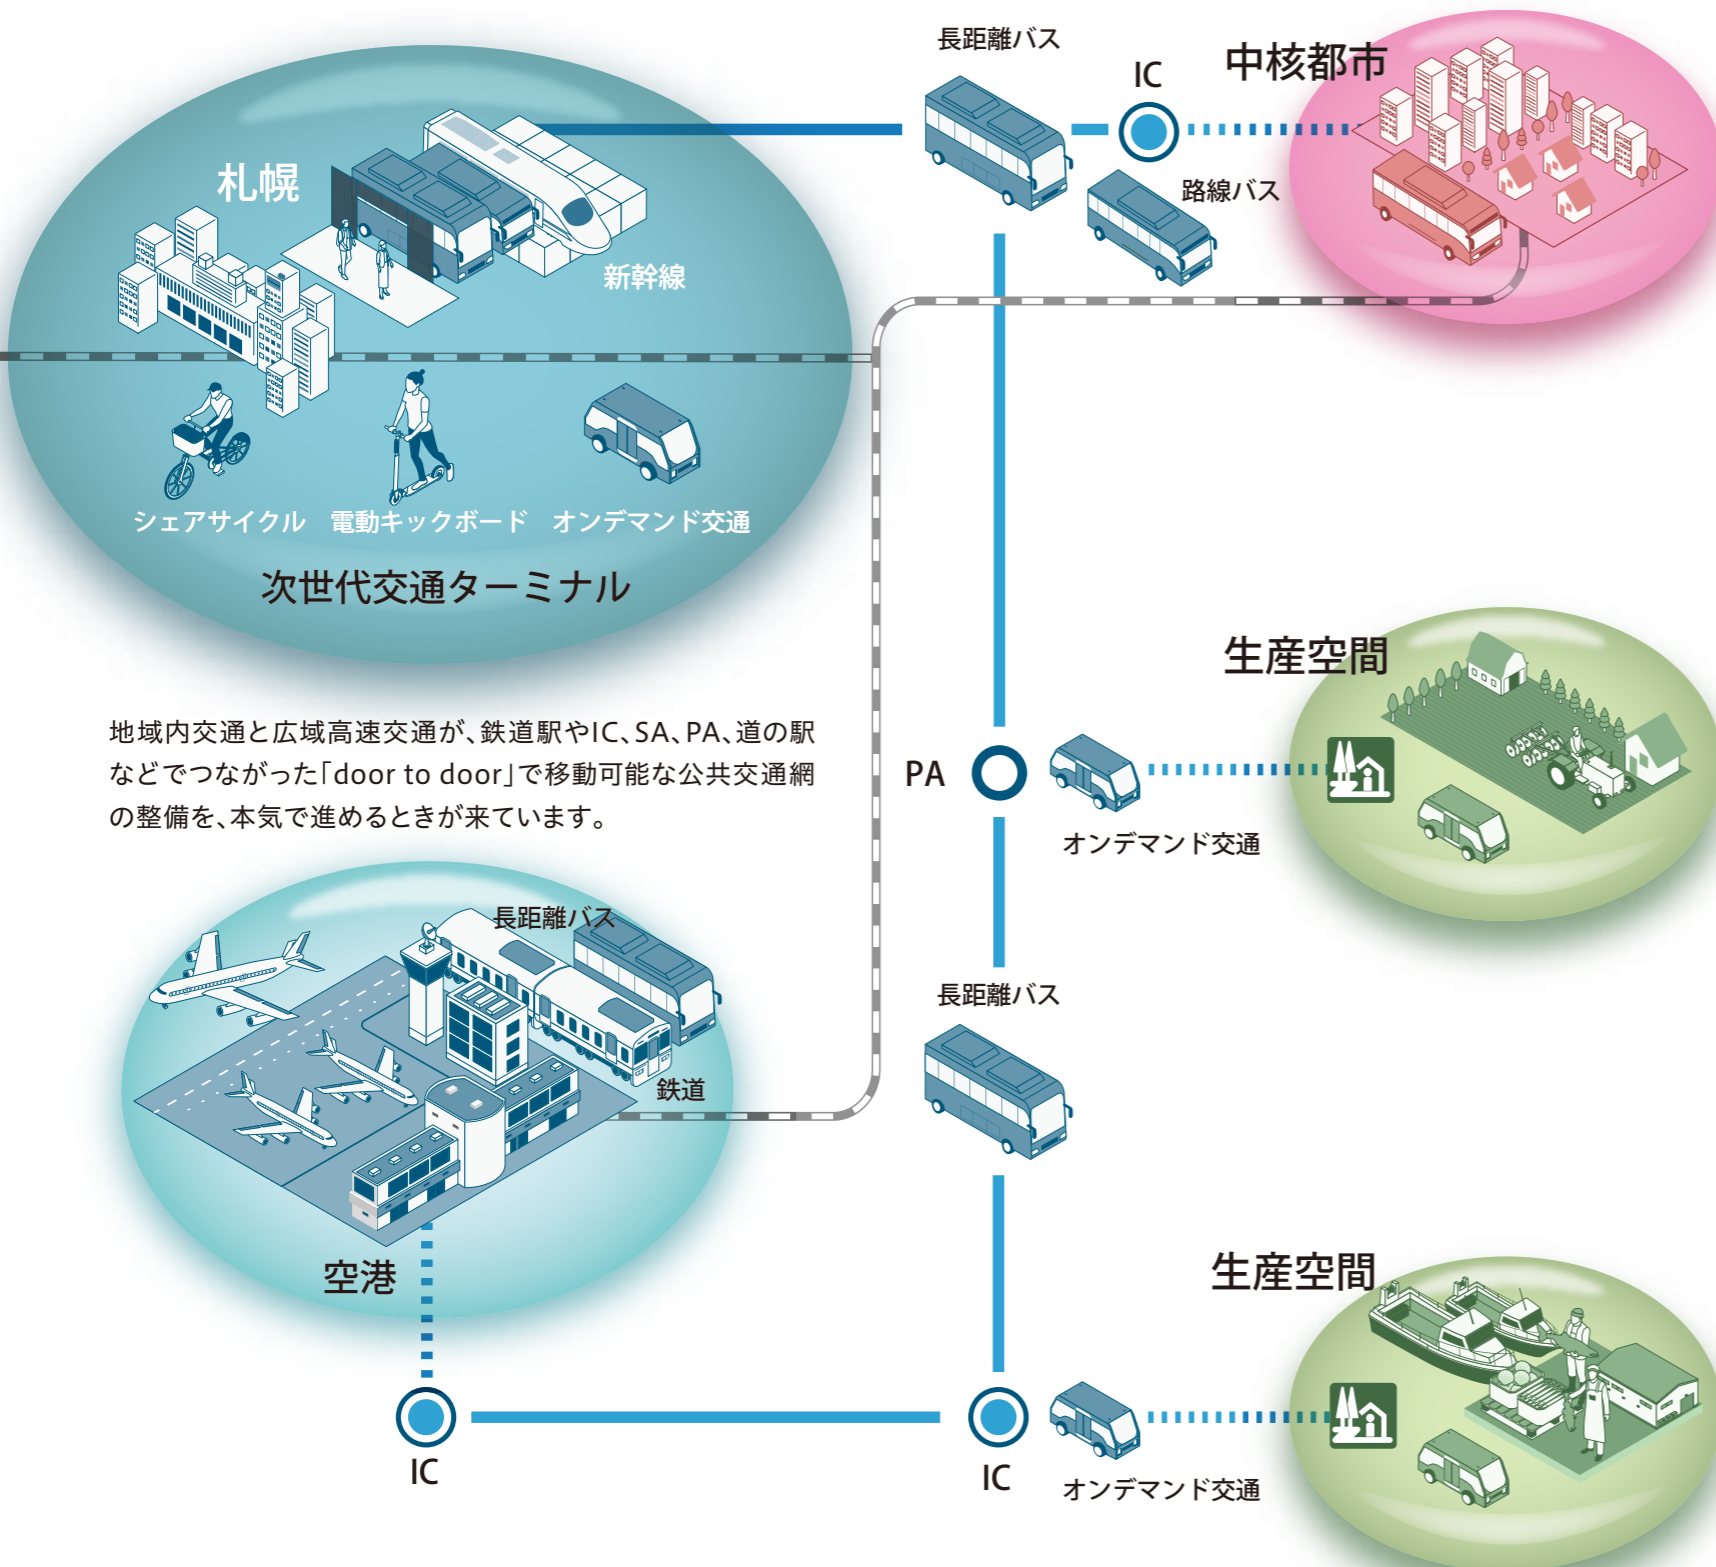 長距離バス
IC
中核都市
札幌
路線バス
新幹線
シェアサイクル
電動キックボード
オンデマンド交通
次世代交通ターミナル
生産空間
地域内交通と広域高速交通が、鉄道駅やIC、SA、PA、道の駅
などでつながった「door to door」で移動可能な公共交通網
の整備を、本気で進めるときが来ています。
PA
オンデマンド交通
長距離バス
鉄道
長距離バス
空港
生産空間
IC
IC
オンデマンド交通